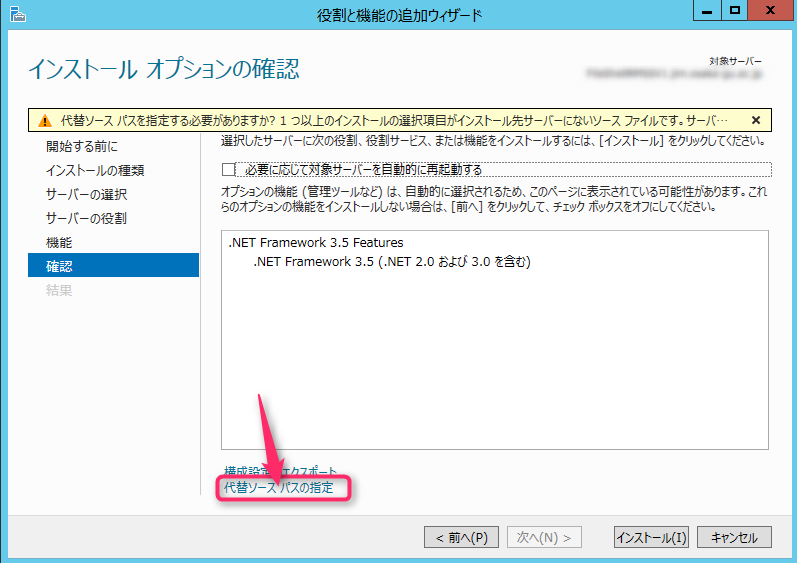 役割と機能の追加ウィザード
インストール オプションの確認
対象サーバー
代替ソース パスを指定する必要がありますか? 1 つ以上のインストールの選択項目がインストール先サーバーにないソース ファイルです。サーバ…
開始する前に
インストールの種類
サーバーの選択
サーバーの役割
機能
確認
結果
選択したサーバーに次の役割、役割サービス、または機能をインストールするには、[インストール] をクリックしてください。
必要に応じて対象サーバーを自動的に再起動する
オプションの機能 (管理ツールなど) は、自動的に選択されるため、このページに表示されている可能性があります。これ
らのオプションの機能をインストールしない場合は、[前へ] をクリックして、チェック ボックスをオフにしてください。
.NET Framework 3.5 Features
.NET Framework 3.5 (.NET 2.0 および 3.0 を含む)
構成設定 エクスポート
代替ソース パスの指定
< 前へ(P)
次へ(N) >
インストール(I)
キャンセル